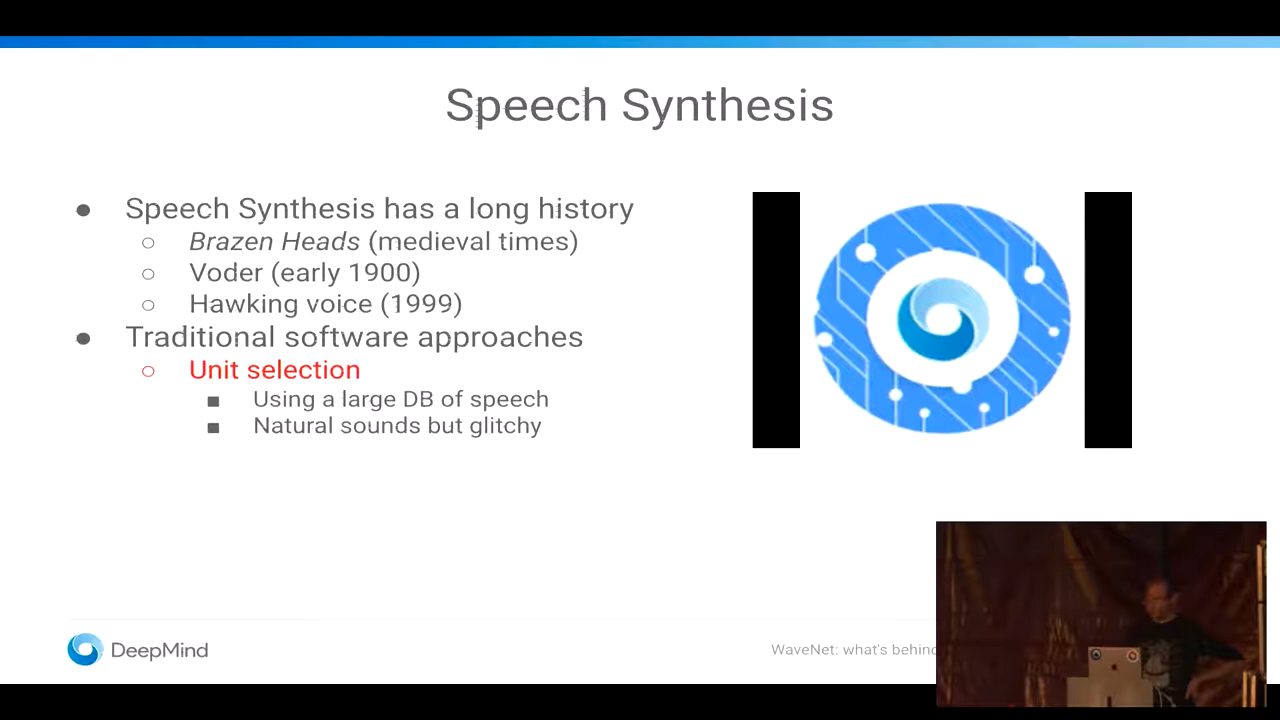 Speech Synthesis
● Speech Synthesis has a long history
○ Brazen Heads (medieval times)
○ Voder (early 1900)
○ Hawking voice (1999)
● Traditional software approaches
○ Unit selection
■ Using a large DB of speech
■ Natural sounds but glitchy
DeepMind
WaveNet: what's behind